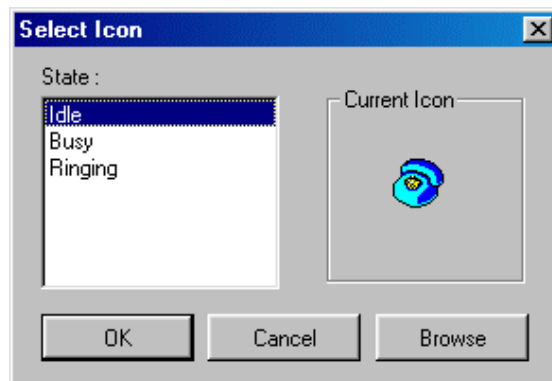 Select Icon
State :
Idle
Busy
Ringing
Current Icon
OK
Cancel
Browse